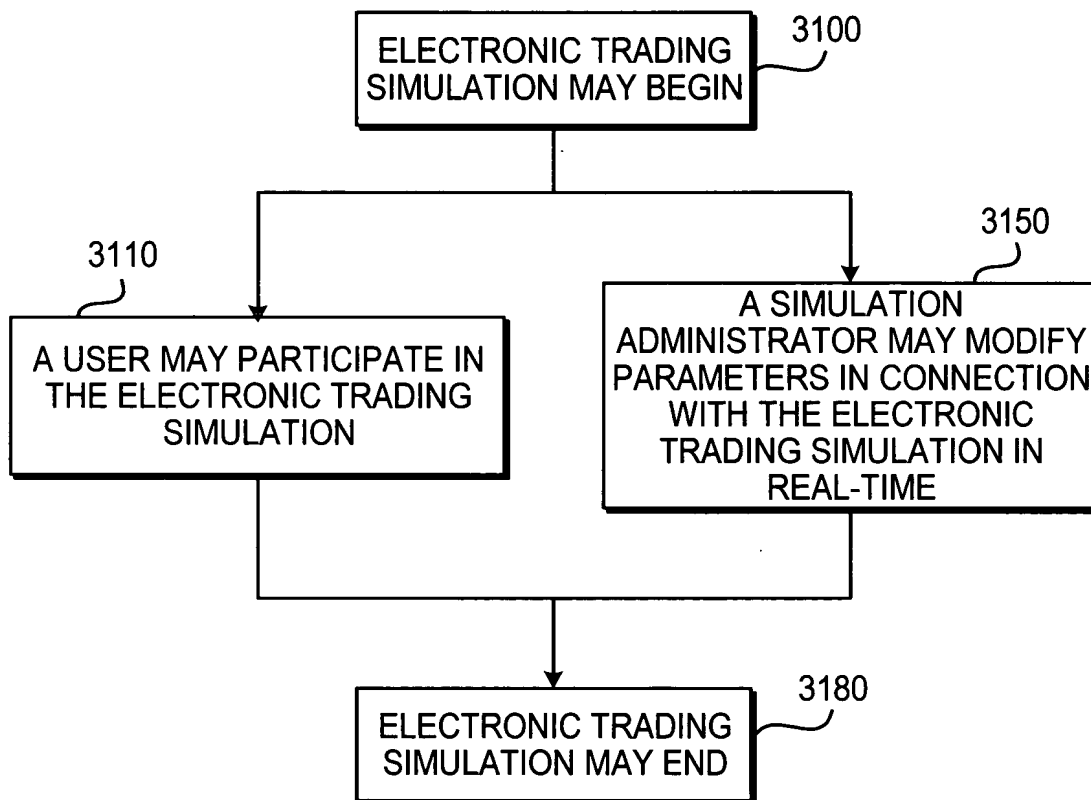 3100
ELECTRONIC TRADING
SIMULATION MAY BEGIN
3110
A USER MAY PARTICIPATE IN
THE ELECTRONIC TRADING
SIMULATION
3150
A SIMULATION
ADMINISTRATOR MAY MODIFY
PARAMETERS IN CONNECTION
WITH THE ELECTRONIC
TRADING SIMULATION IN
REAL-TIME
3180
ELECTRONIC TRADING
SIMULATION MAY END